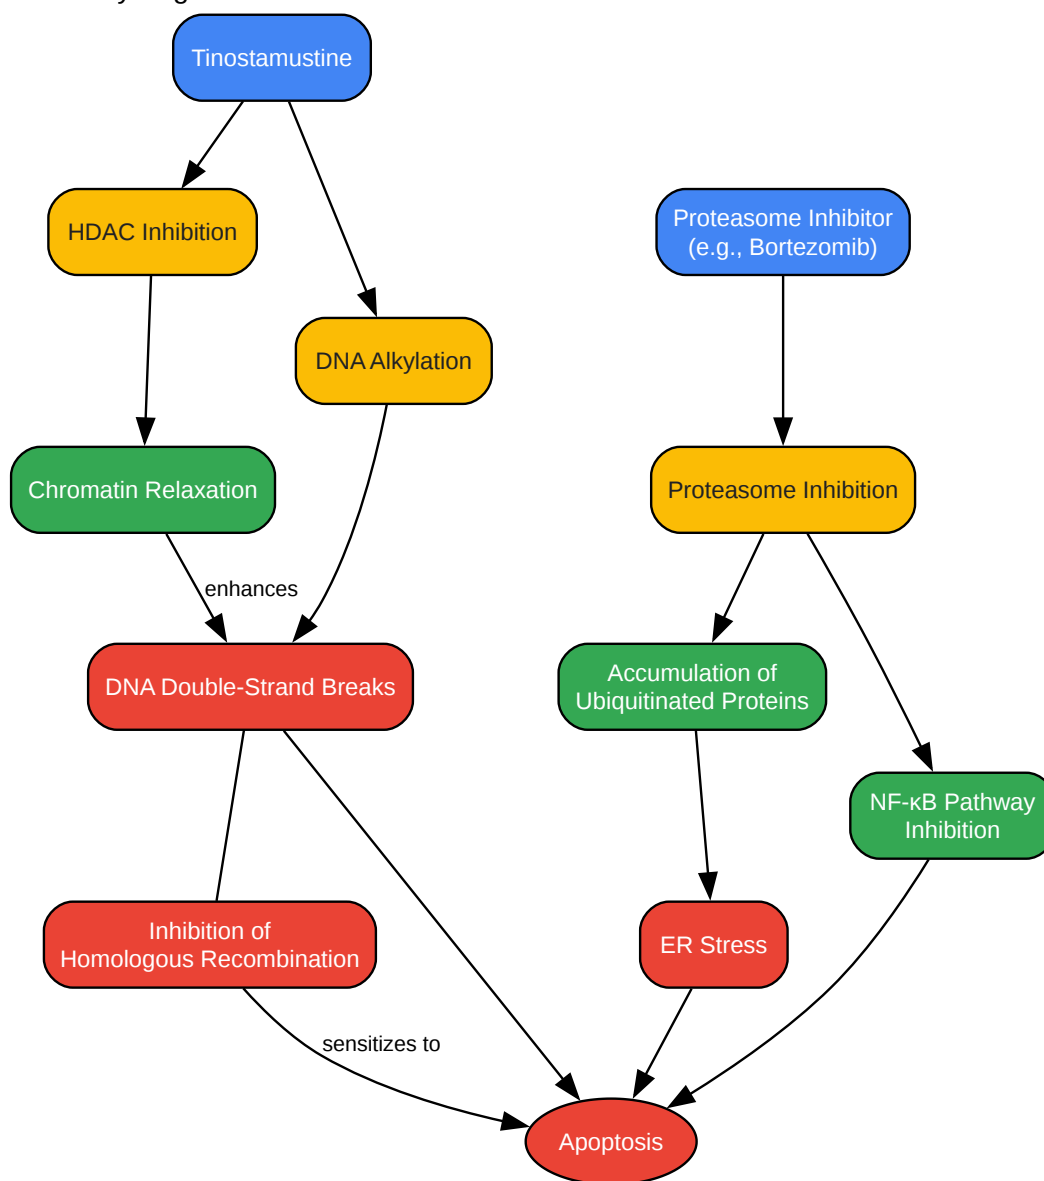 Tinostamustine
HDAC Inhibition
Proteasome Inhibitor
(e.g., Bortezomib)
DNA Alkylation
Chromatin Relaxation
Proteasome Inhibition
enhances
DNA Double-Strand Breaks
Accumulation of
Ubiquitinated Proteins
NF-κB Pathway
Inhibition
Inhibition of
Homologous Recombination
ER Stress
sensitizes to
Apoptosis